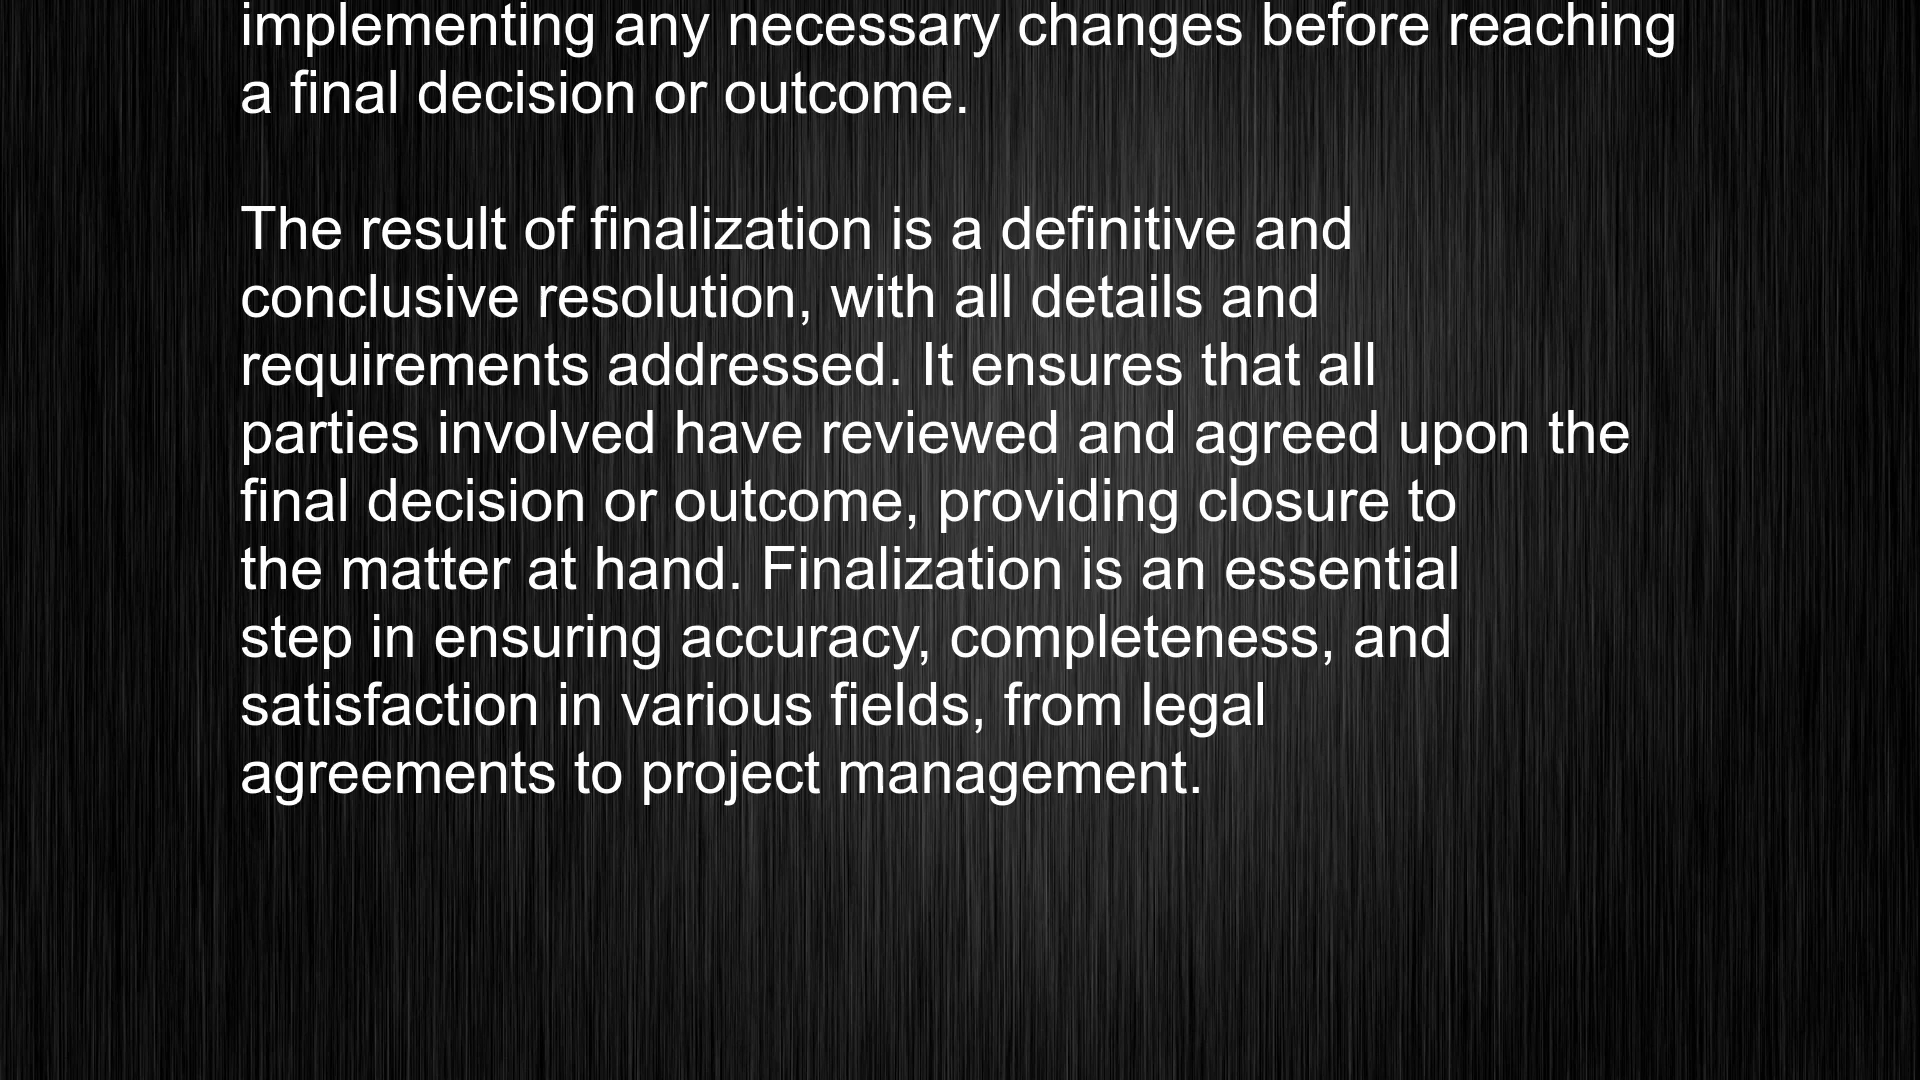 implementing any necessary changes before reaching
a final decision or outcome.
The result of finalization is a definitive and
conclusive resolution, with all details and
requirements addressed. It ensures that all
parties involved have reviewed and agreed upon the
final decision or outcome, providing closure to
the matter at hand. Finalization is an essential
step in ensuring accuracy, completeness, and
satisfaction in various fields, from legal
agreements to project management.